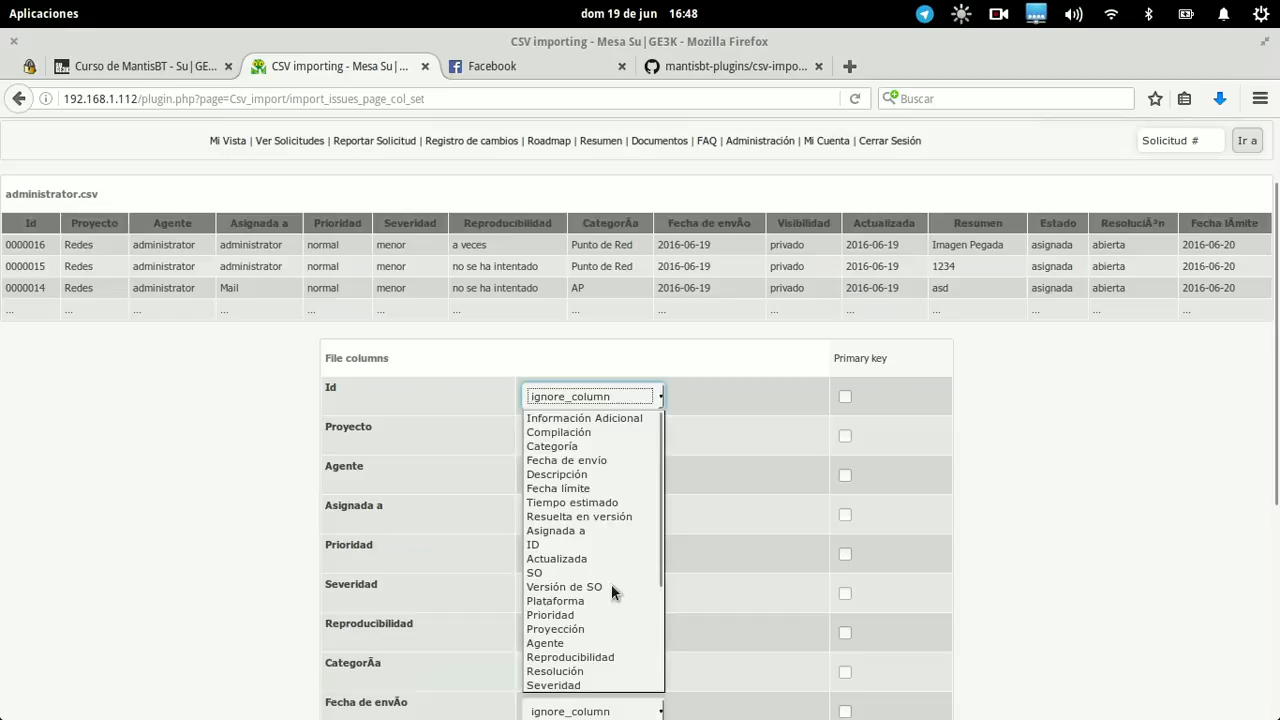 Aplicaciones dom 19 de jun 16:48
CSV importing - Mesa Su|GE3K - Mozilla Firefox
Curso de MantisBT - Su|GE... CSV importing - Mesa Su|... Facebook mantisbt-plugins/csv-impo...
192.168.1.112/plugin.php?page=Csv_import/import_issues_page_col_set Buscar
Mi Vista | Ver Solicitudes | Reportar Solicitud | Registro de cambios | Roadmap | Resumen | Documentos | FAQ | Administración | Mi Cuenta | Cerrar Sesión Solicitud # Ir a
administrator.csv
Id Proyecto Agente Asignada a Prioridad Severidad Reproducibilidad CategorÃa Fecha de envÃo Visibilidad Actualizada Resumen Estado ResoluciÃ³n Fecha lÃmite
0000016 Redes administrator administrator normal menor a veces Punto de Red 2016-06-19 privado 2016-06-19 Imagen Pegada asignada abierta 2016-06-20
0000015 Redes administrator administrator normal menor no se ha intentado Punto de Red 2016-06-19 privado 2016-06-19 1234 asignada abierta 2016-06-20
0000014 Redes administrator Mail normal menor no se ha intentado AP 2016-06-19 privado 2016-06-19 asd asignada abierta 2016-06-20
... ... ... ... ... ... ... ... ... ... ... ... ... ... ...
File columns Primary key
Id ignore_column
Proyecto
Agente
Asignada a
Prioridad
Severidad
Reproducibilidad
CategorÃa
Fecha de envÃo ignore_column
Información Adicional
Compilación
Categoría
Fecha de envío
Descripción
Fecha límite
Tiempo estimado
Resuelta en versión
Asignada a
ID
Actualizada
SO
Versión de SO
Plataforma
Prioridad
Proyección
Agente
Reproducibilidad
Resolución
Severidad